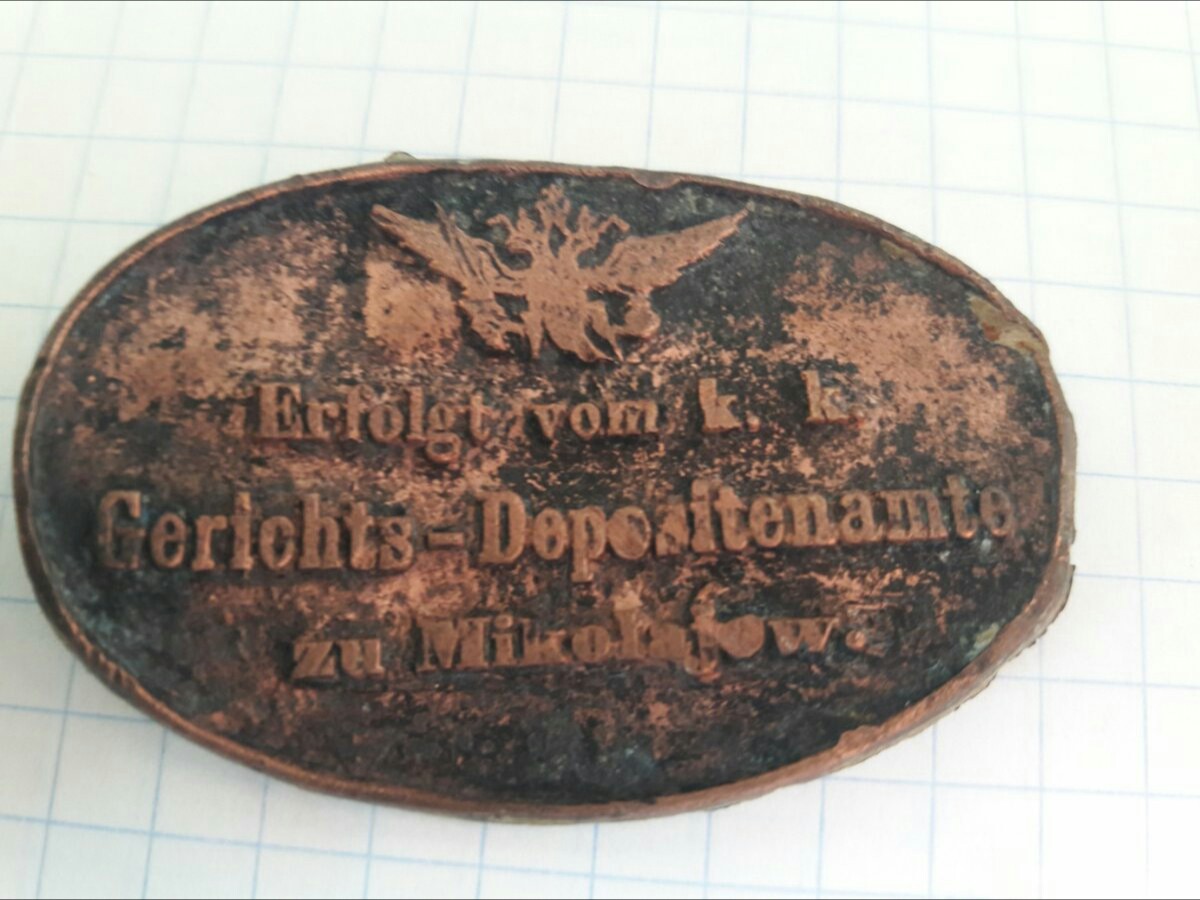 Erfolgt vom k. k.
Gerichts-Depositenamte
zu Mikolajow.